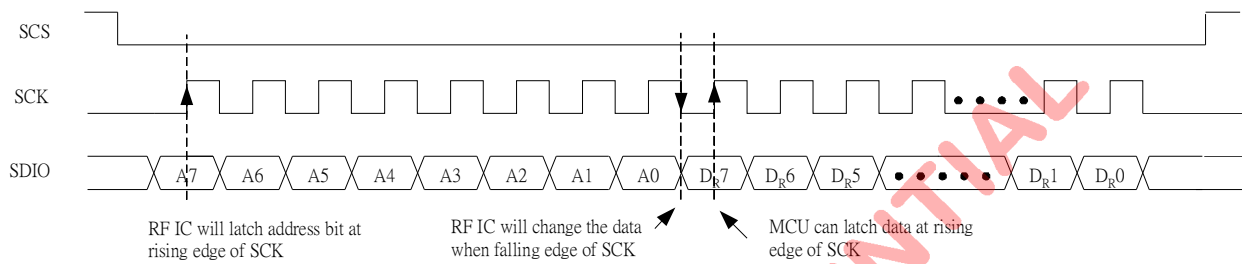 SCS
SCK
SDIO
A7 A6 A5 A4 A3 A2 A1 A0 DR7 DR6 DR5 DR1 DR0
RF IC will latch address bit at
rising edge of SCK
RF IC will change the data
when falling edge of SCK
MCU can latch data at rising
edge of SCK
NTIAL